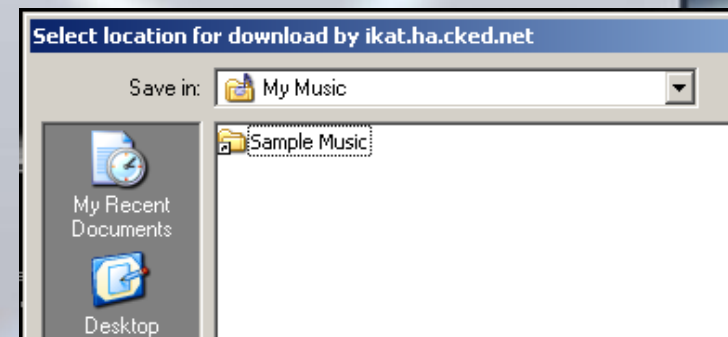 Select location for download by ikat.ha.cked.net
Save in: My Music
Sample Music
My Recent
Documents
Desktop